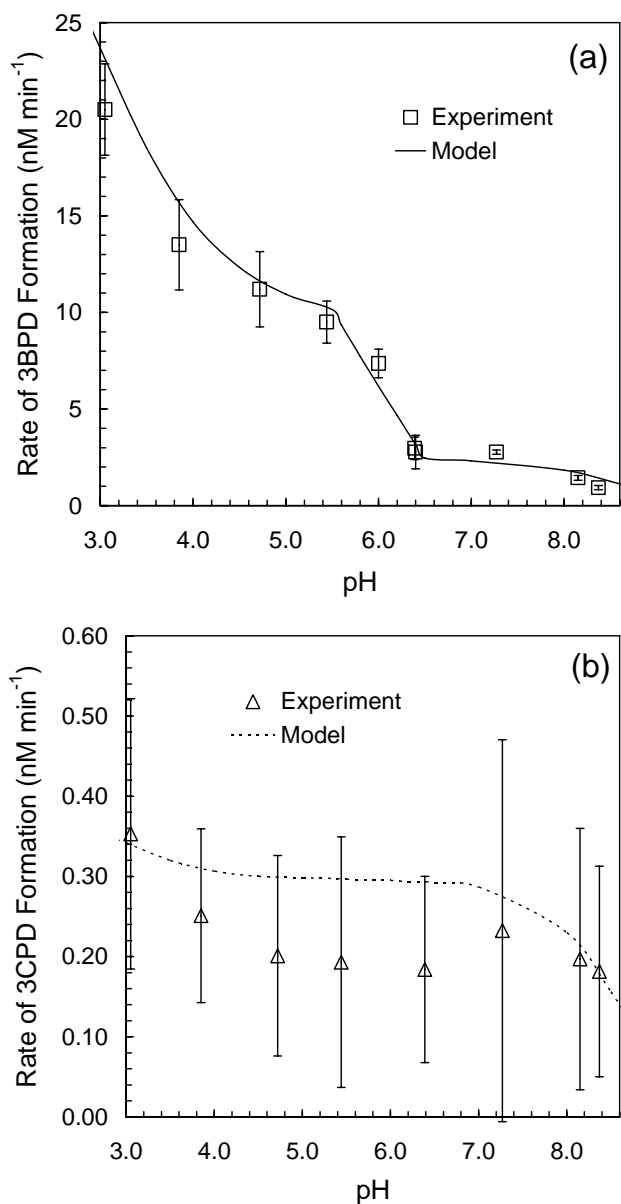 (a)
25
20
15
10
5
0
Rate of 3BPD Formation (nM min⁻¹)
Experiment
Model
3.0 4.0 5.0 6.0 7.0 8.0
pH
(b)
0.60
0.50
0.40
0.30
0.20
0.10
0.00
Rate of 3CPD Formation (nM min⁻¹)
Experiment
Model
3.0 4.0 5.0 6.0 7.0 8.0
pH